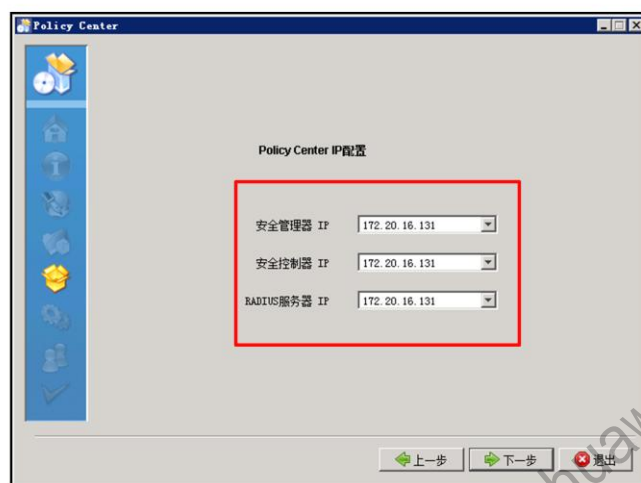 Policy Center
Policy Center IP配置
安全管理器 IP 172.20.16.131
安全控制器 IP 172.20.16.131
RADIUS服务器 IP 172.20.16.131
上一步 下一步 退出